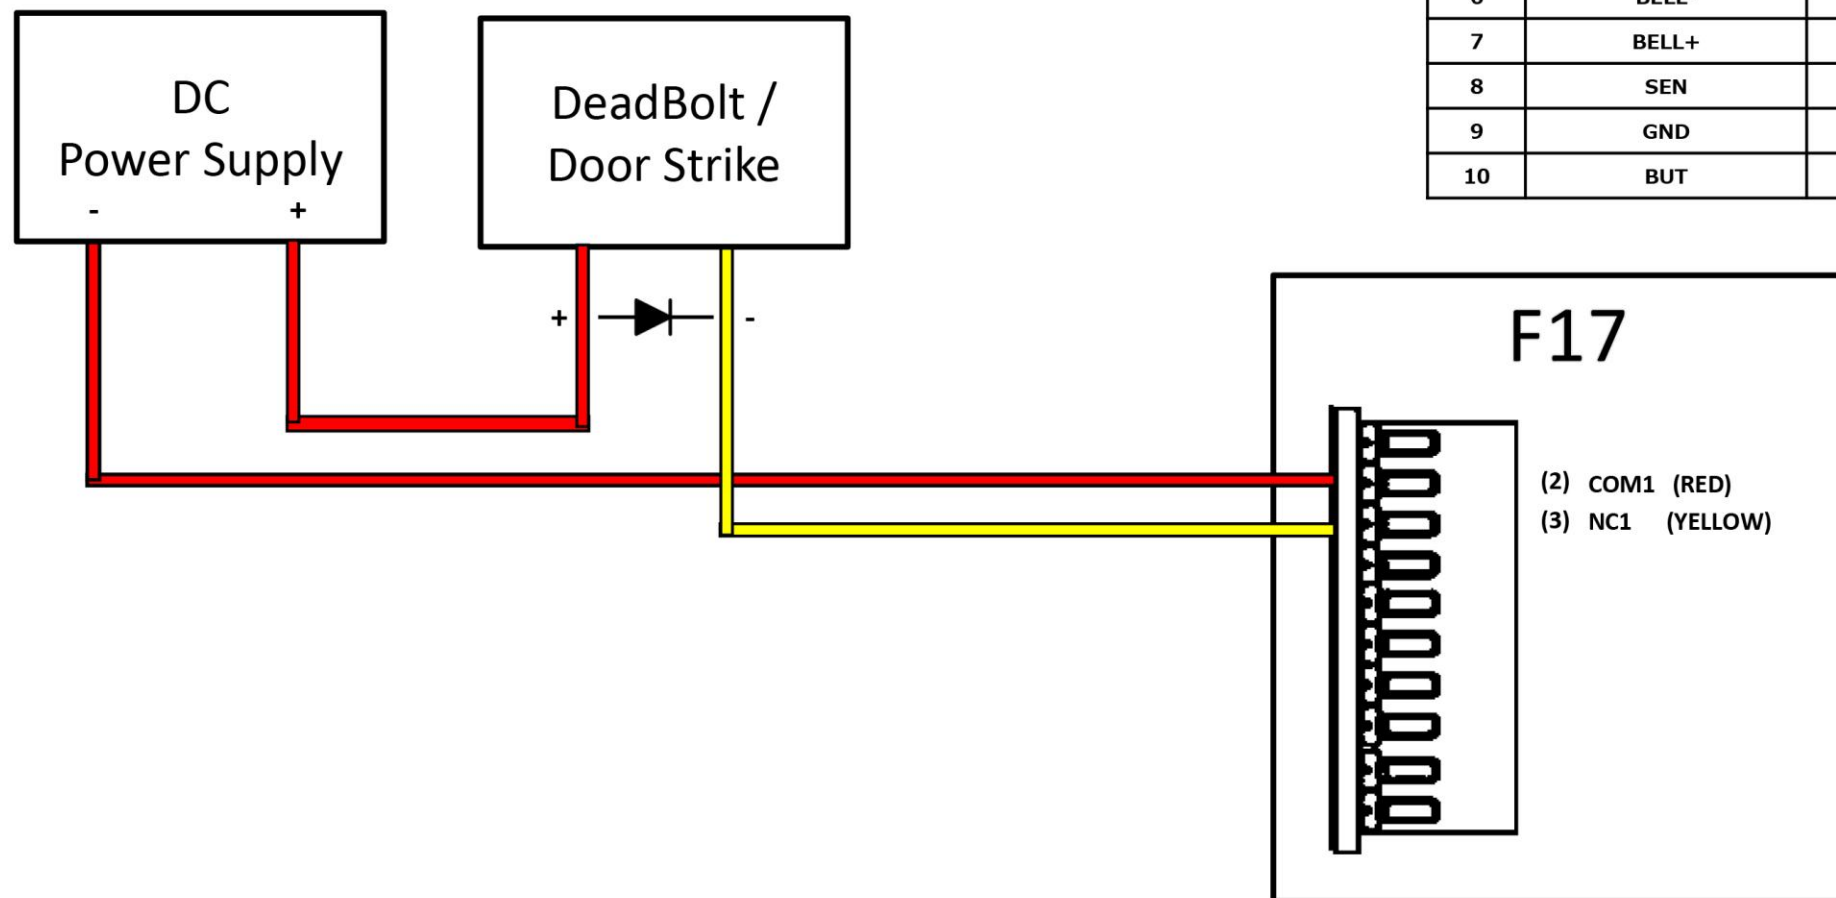 DC
Power Supply
- +
DeadBolt /
Door Strike
+ -
7 BELL+
8 SEN
9 GND
10 BUT
F17
(2) COM1 (RED)
(3) NC1 (YELLOW)